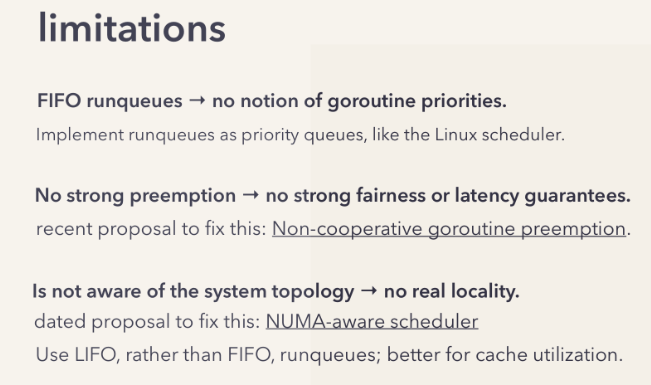 limitations
FIFO runqueues → no notion of goroutine priorities.
Implement runqueues as priority queues, like the Linux scheduler.
No strong preemption → no strong fairness or latency guarantees.
recent proposal to fix this: Non-cooperative goroutine preemption.
Is not aware of the system topology → no real locality.
dated proposal to fix this: NUMA-aware scheduler
Use LIFO, rather than FIFO, runqueues; better for cache utilization.